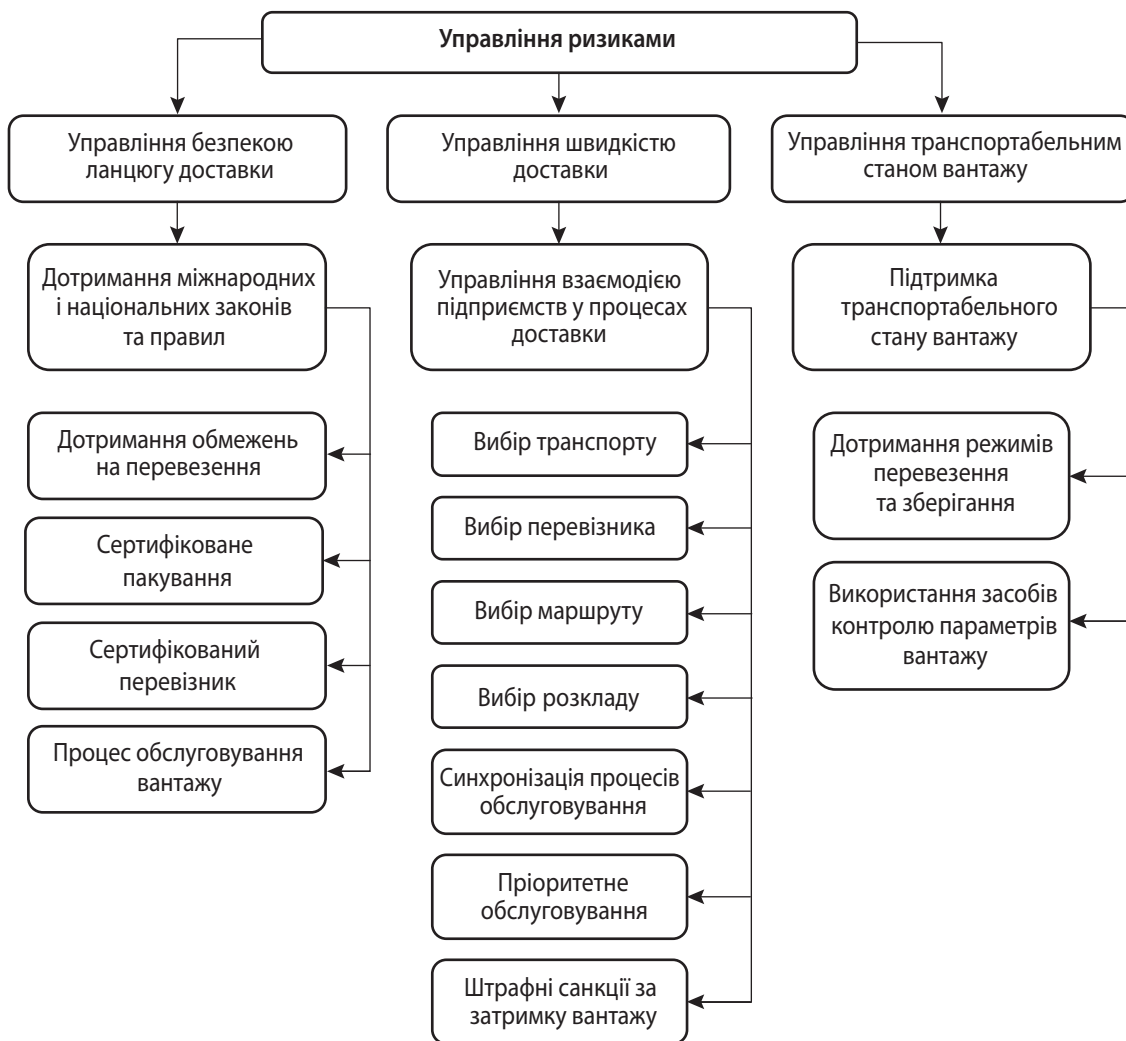 Управління ризиками
Управління безпекою
ланцюгу доставки
Управління швидкістю
доставки
Управління транспортабельним
станом вантажу
Дотримання міжнародних
і національних законів
та правил
Управління взаємодією
підприємств у процесах
доставки
Підтримка
транспортабельного
стану вантажу
Дотримання обмежень
на перевезення
Сертифіковане
пакування
Сертифікований
перевізник
Процес обслуговування
вантажу
Вибір транспорту
Вибір перевізника
Вибір маршруту
Вибір розкладу
Синхронізація процесів
обслуговування
Пріоритетне
обслуговування
Штрафні санкції за
затримку вантажу
Дотримання режимів
перевезення
та зберігання
Використання засобів
контролю параметрів
вантажу